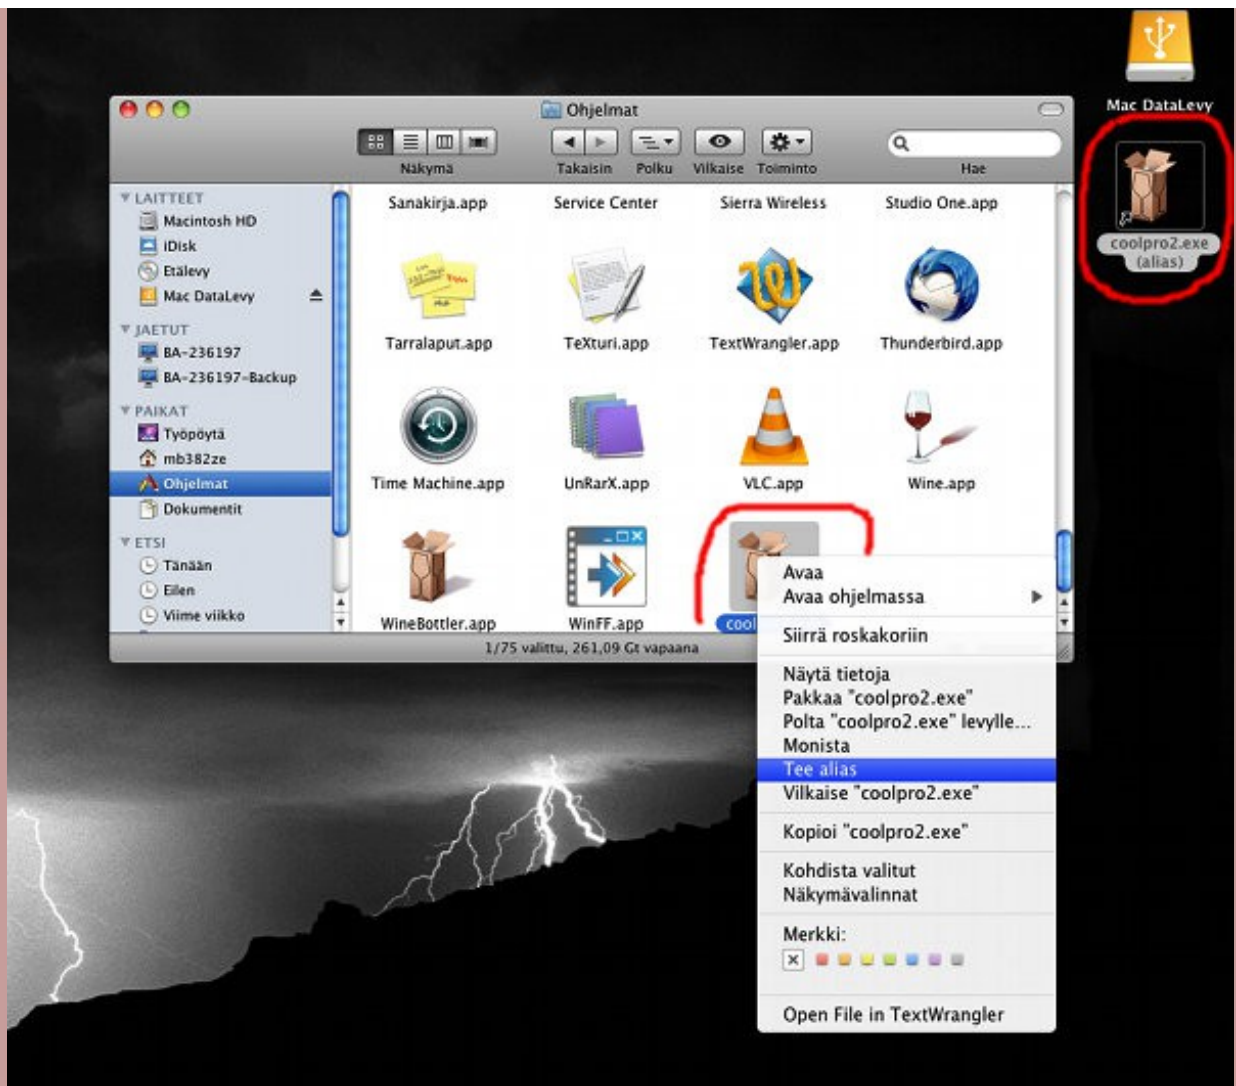 Mac DataLevy
coolpro2.exe
(alias)
Ohjelmat
Näkymä
Takaisin
Polku
Vilkaise
Toiminto
Hae
LAITTEET
Macintosh HD
iDisk
Etälevy
Mac DataLevy
JAETUT
BA-236197
BA-236197-Backup
PAIKAT
Työpöytä
mb382ze
Ohjelmat
Dokumentit
ETSI
Tänään
Eilen
Viime viikko
Sanakirja.app
Service Center
Sierra Wireless
Studio One.app
Tarralaput.app
TeXturi.app
TextWrangler.app
Thunderbird.app
Time Machine.app
UnRarX.app
VLC.app
Wine.app
WineBottler.app
WinFF.app
cool
1/75 valittu, 261,09 Gt vapaana
Avaa
Avaa ohjelmassa
Siirrä roskakoriin
Näytä tietoja
Pakkaa "coolpro2.exe"
Polta "coolpro2.exe" levylle...
Monista
Tee alias
Vilkaise "coolpro2.exe"
Kopioi "coolpro2.exe"
Kohdista valitut
Näkymävalinnat
Merkki:
Open File in TextWrangler